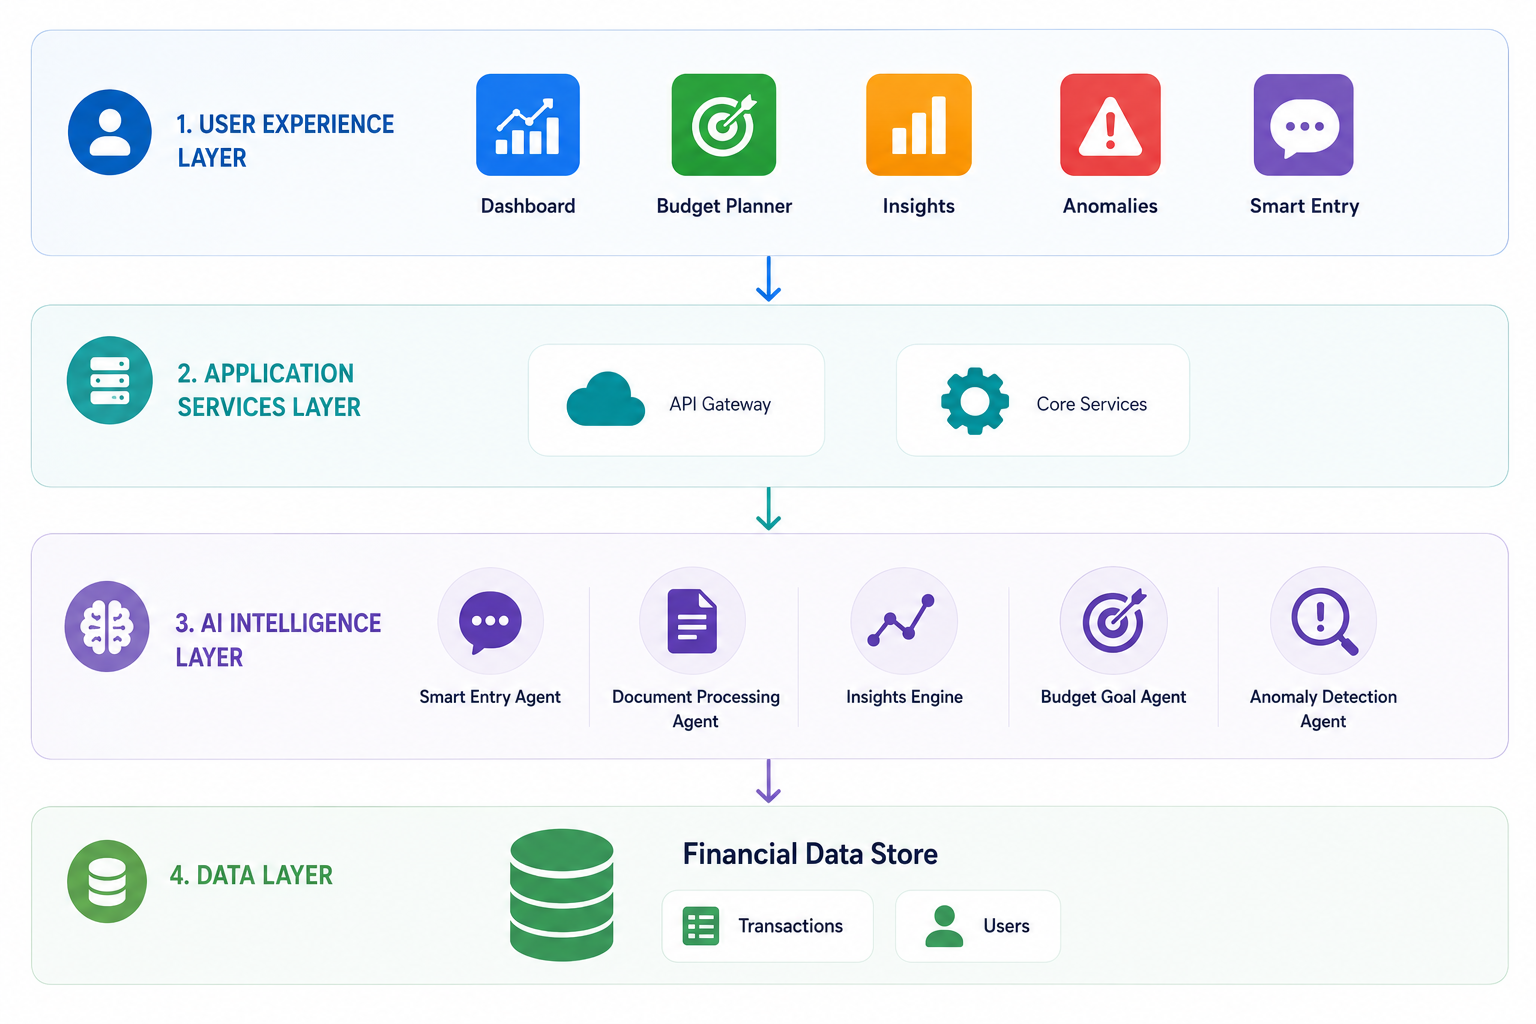 1. USER EXPERIENCE
LAYER
Dashboard
Budget Planner
Insights
Anomalies
Smart Entry
2. APPLICATION
SERVICES LAYER
API Gateway
Core Services
3. AI INTELLIGENCE
LAYER
Smart Entry Agent
Document Processing
Agent
Insights Engine
Budget Goal Agent
Anomaly Detection
Agent
4. DATA LAYER
Financial Data Store
Transactions
Users